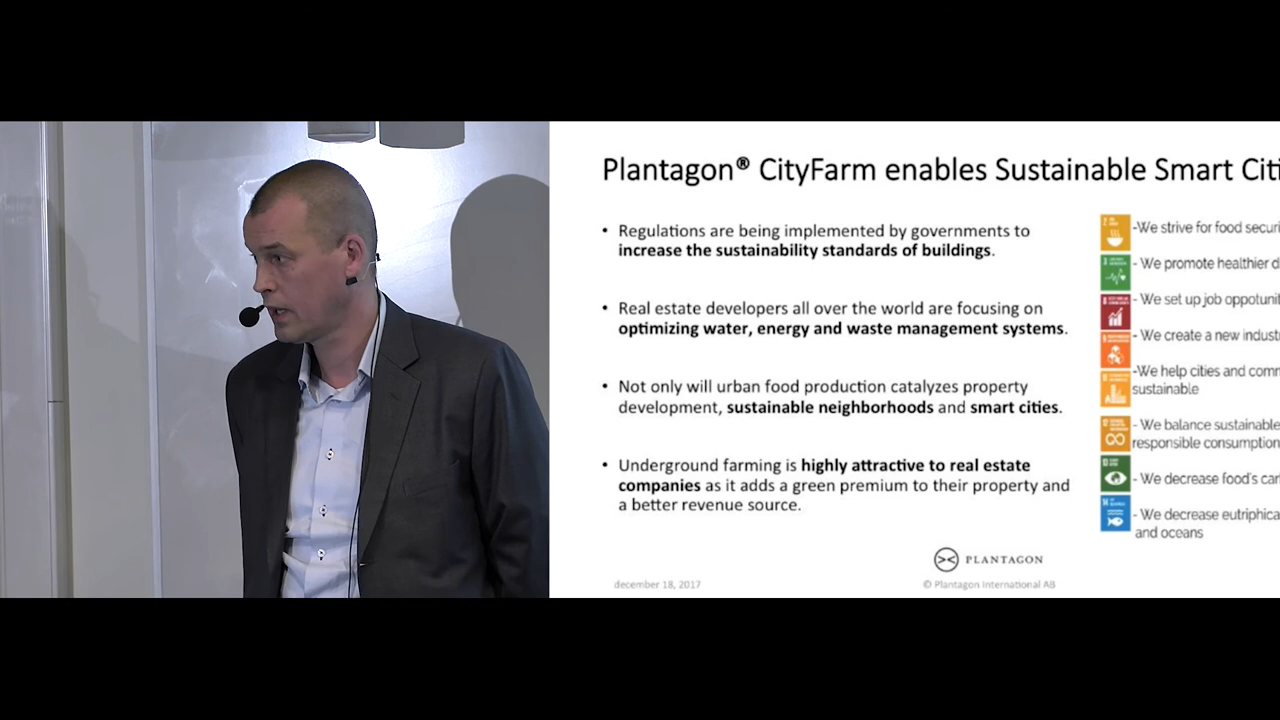 Plantagon® CityFarm enables Sustainable Smart Citi
• Regulations are being implemented by governments to
increase the sustainability standards of buildings.
• Real estate developers all over the world are focusing on
optimizing water, energy and waste management systems.
• Not only will urban food production catalyzes property
development, sustainable neighborhoods and smart cities.
• Underground farming is highly attractive to real estate
companies as it adds a green premium to their property and
a better revenue source.
-We strive for food securi
- We promote healthier d
- We set up job oppotunit
- We create a new industr
-We help cities and comm
sustainable
- We balance sustainable
responsible consumption
- We decrease food's car
- We decrease eutriphica
and oceans
PLANTAGON
december 18, 2017
© Plantagon International AB